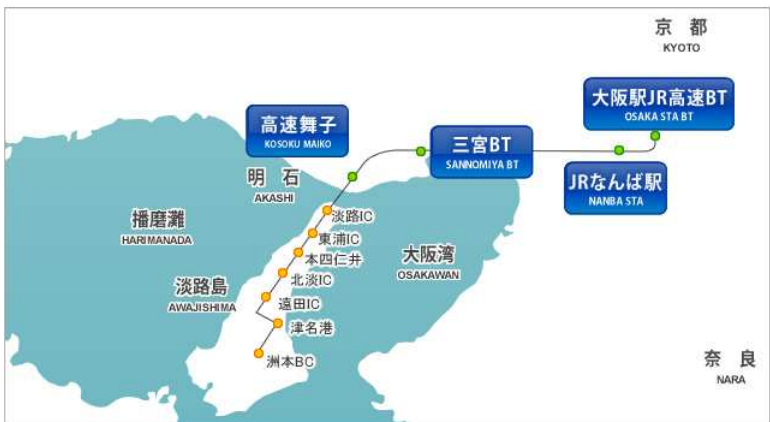 京 都
KYOTO
大阪駅JR高速BT
OSAKA STA BT
高速舞子
KOSOKU MAIKO
三宮BT
SANNOMIYA BT
JRなんば駅
NANBA STA
明 石
AKASHI
播磨灘
HARIMANADA
淡路IC
東浦IC
本四仁井
北淡IC
遠田IC
津名港
洲本BC
大阪湾
OSAKAWAN
淡路島
AWAJISHIMA
奈 良
NARA